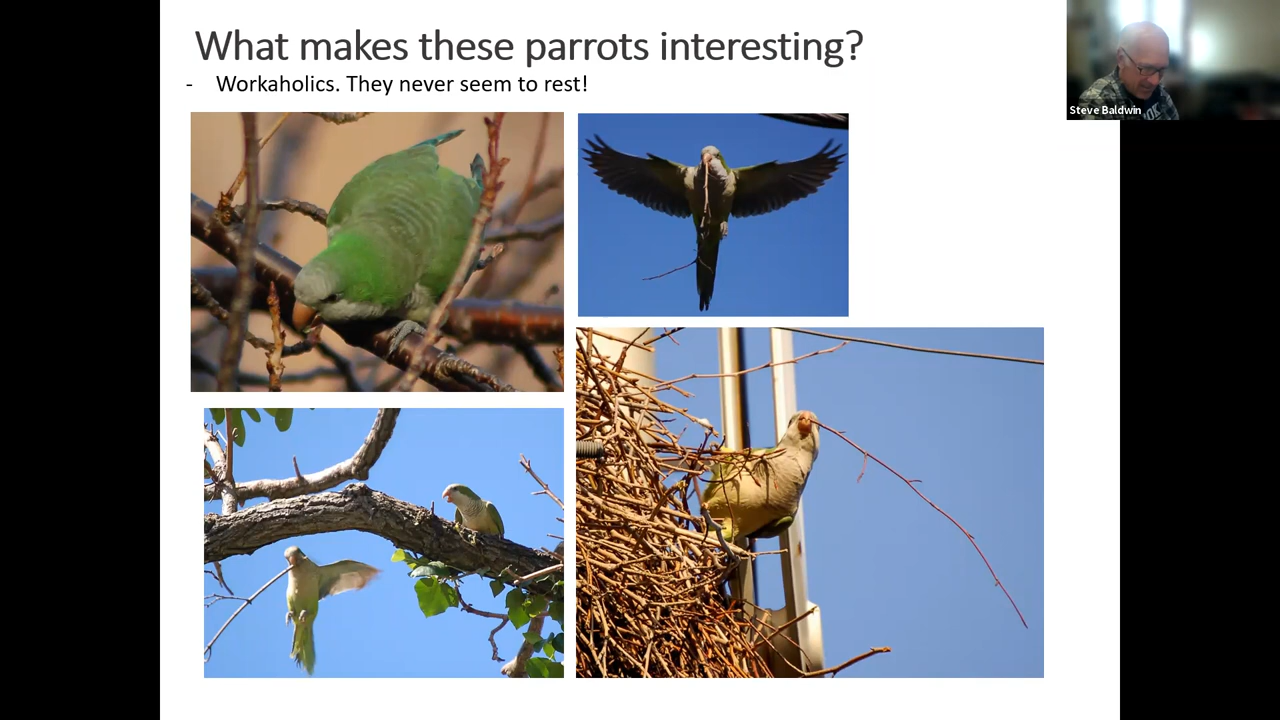 What makes these parrots interesting?
- Workaholics. They never seem to rest!
Steve Baldwin